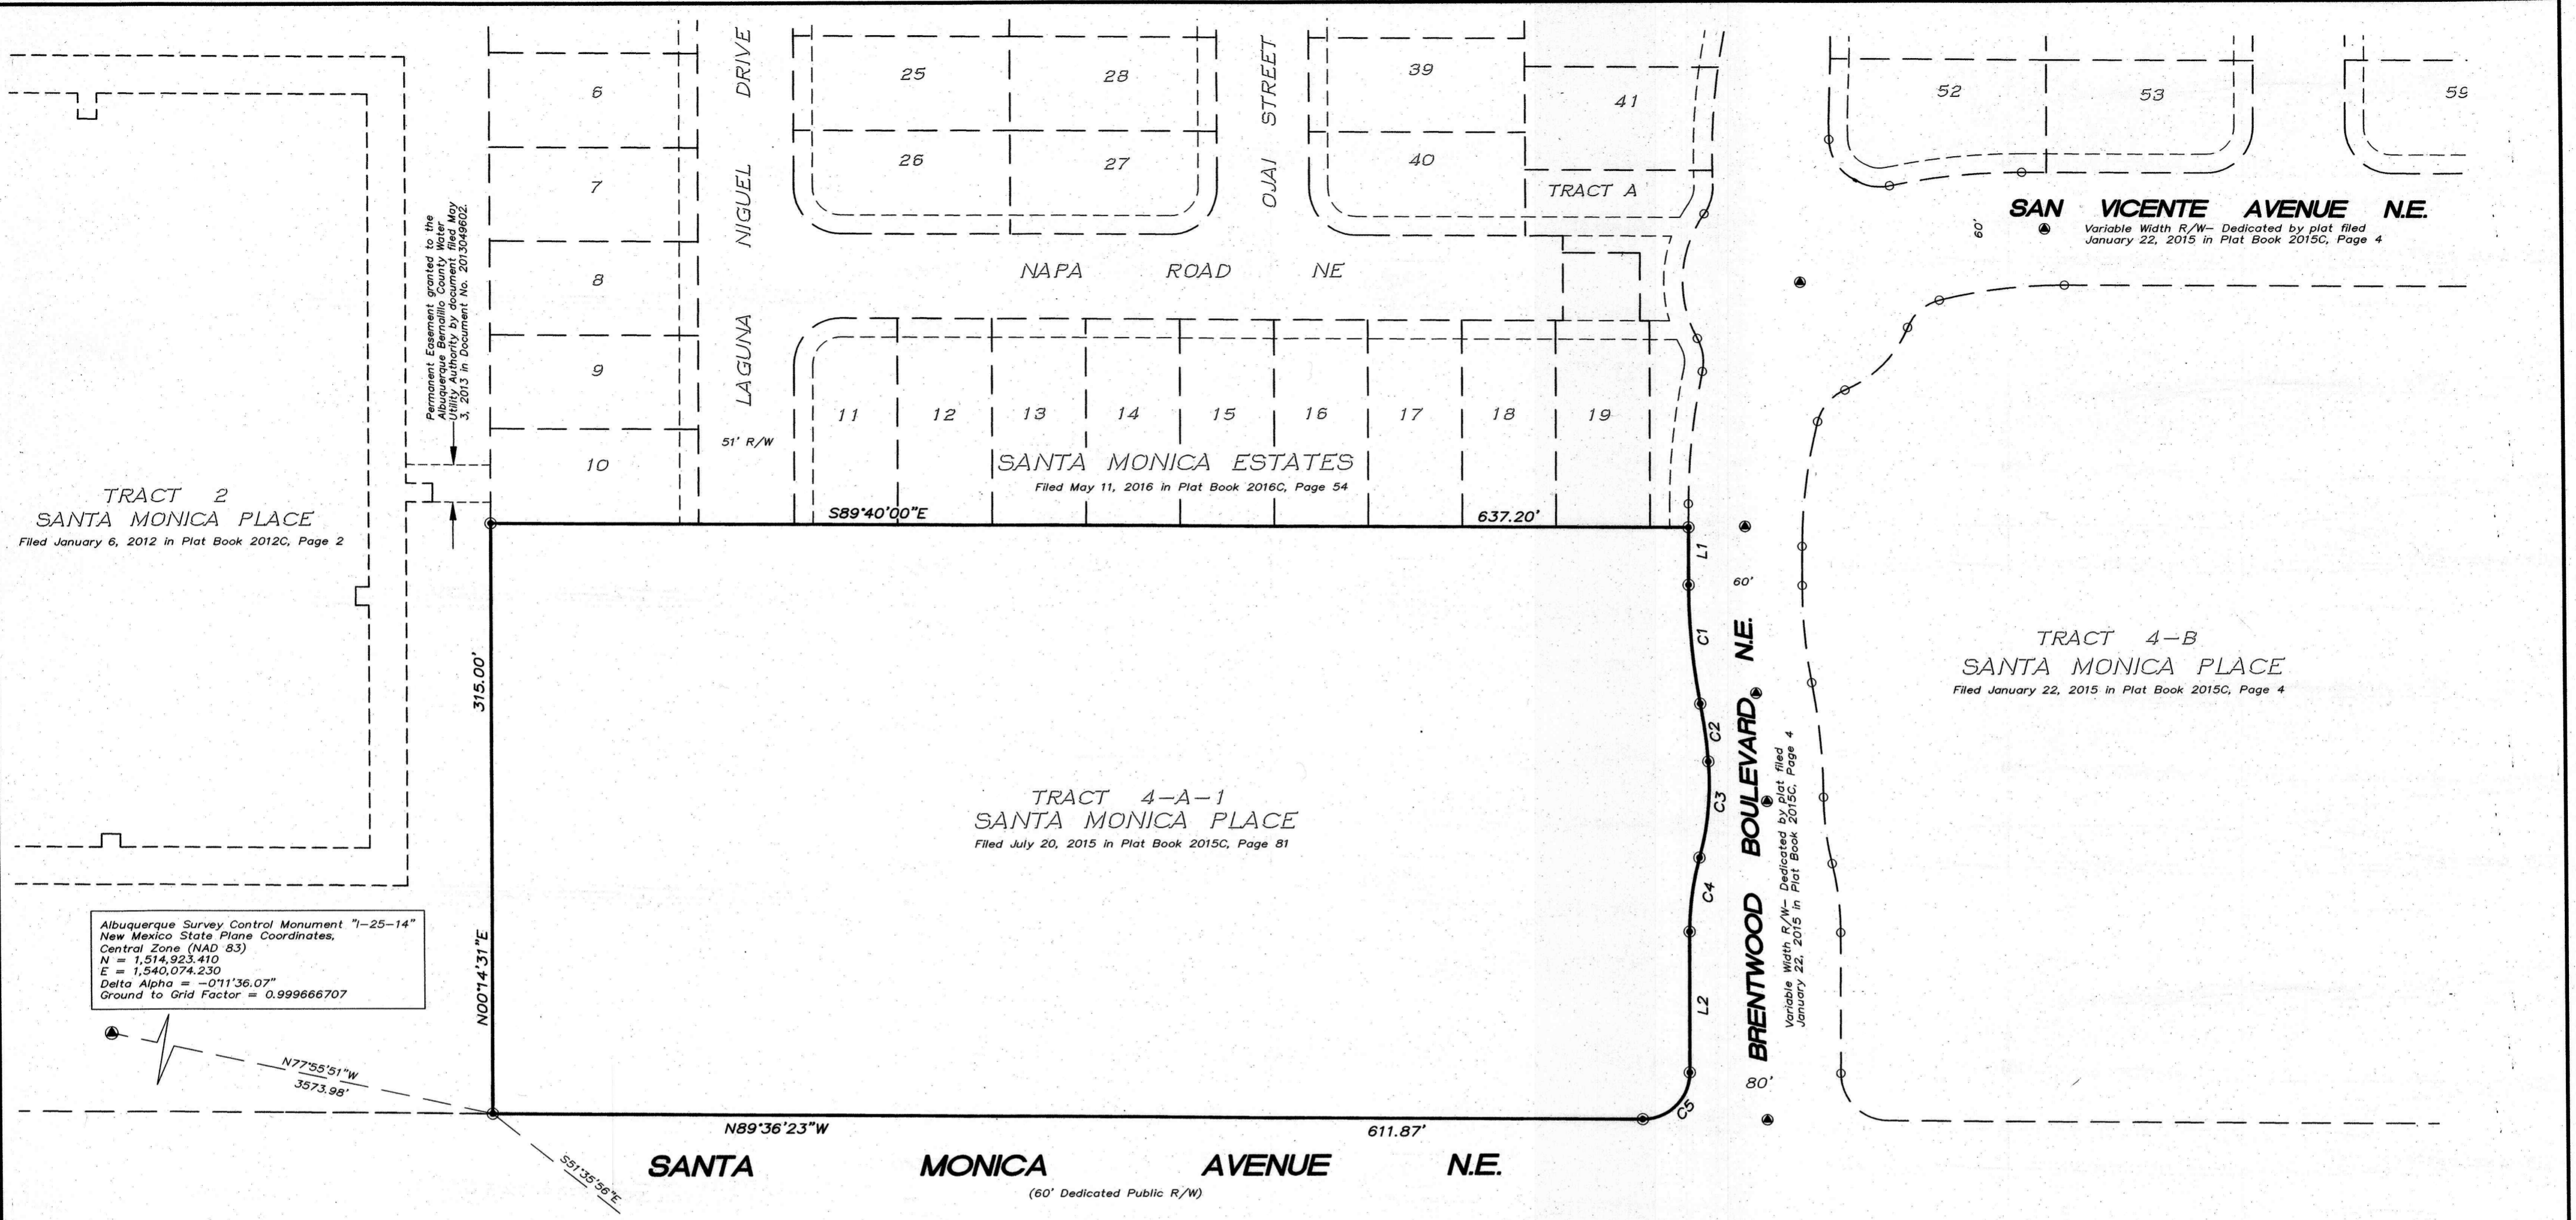 6
7
8
9
10
DRIVE
NIGUEL
LAGUNA
51' R/W
25
28
26
27
OJAI STREET
39
40
41
TRACT A
52
53
59
SAN VICENTE AVENUE N.E.
Variable Width R/W- Dedicated by plat filed
January 22, 2015 in Plat Book 2015C, Page 4
60'
NAPA ROAD NE
Permanent Easement granted to the
Albuquerque Bernalillo County Water
Utility Authority by document filed May
3, 2013 in Document No. 2013049602.
11
12
13
14
15
16
17
18
19
SANTA MONICA ESTATES
Filed May 11, 2016 in Plat Book 2016C, Page 54
TRACT 2
SANTA MONICA PLACE
Filed January 6, 2012 in Plat Book 2012C, Page 2
S89°40'00"E
637.20'
L1
60'
C1
C2
C3
C4
L2
C5
BRENTWOOD BOULEVARD N.E.
Variable Width R/W- Dedicated by plat filed
January 22, 2015 in Plat Book 2015C, Page 4
80'
TRACT 4-B
SANTA MONICA PLACE
Filed January 22, 2015 in Plat Book 2015C, Page 4
315.00'
N00°14'31"E
TRACT 4-A-1
SANTA MONICA PLACE
Filed July 20, 2015 in Plat Book 2015C, Page 81
Albuquerque Survey Control Monument "I-25-14"
New Mexico State Plane Coordinates,
Central Zone (NAD 83)
N = 1,514,923.410
E = 1,540,074.230
Delta Alpha = -0°11'36.07"
Ground to Grid Factor = 0.999666707
N77°55'51"W
3573.98'
N89°36'23"W
611.87'
S51°35'56"E
SANTA MONICA AVENUE N.E.
(60' Dedicated Public R/W)